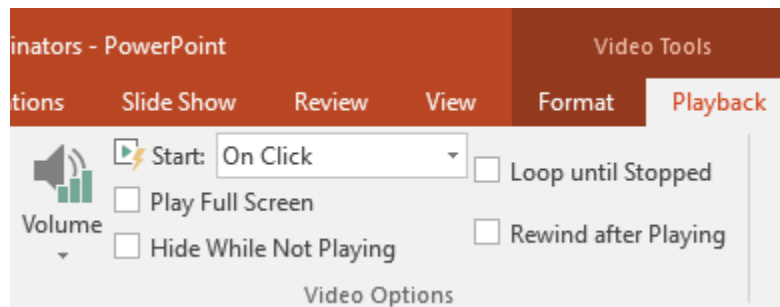 inators - PowerPoint
Video Tools
tions Slide Show Review View Format Playback
Start: On Click
Loop until Stopped
Play Full Screen
Volume
Rewind after Playing
Hide While Not Playing
Video Options